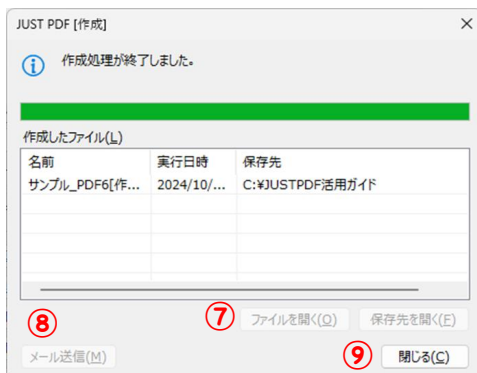 JUST PDF [作成]
作成処理が終了しました。
作成したファイル(L)
名前 実行日時 保存先
サンプル_PDF6[作... 2024/10/... C:¥JUSTPDF活用ガイド
⑧ ⑦ ファイルを開く(O) 保存先を開く(F)
メール送信(M) ⑨ 閉じる(C)